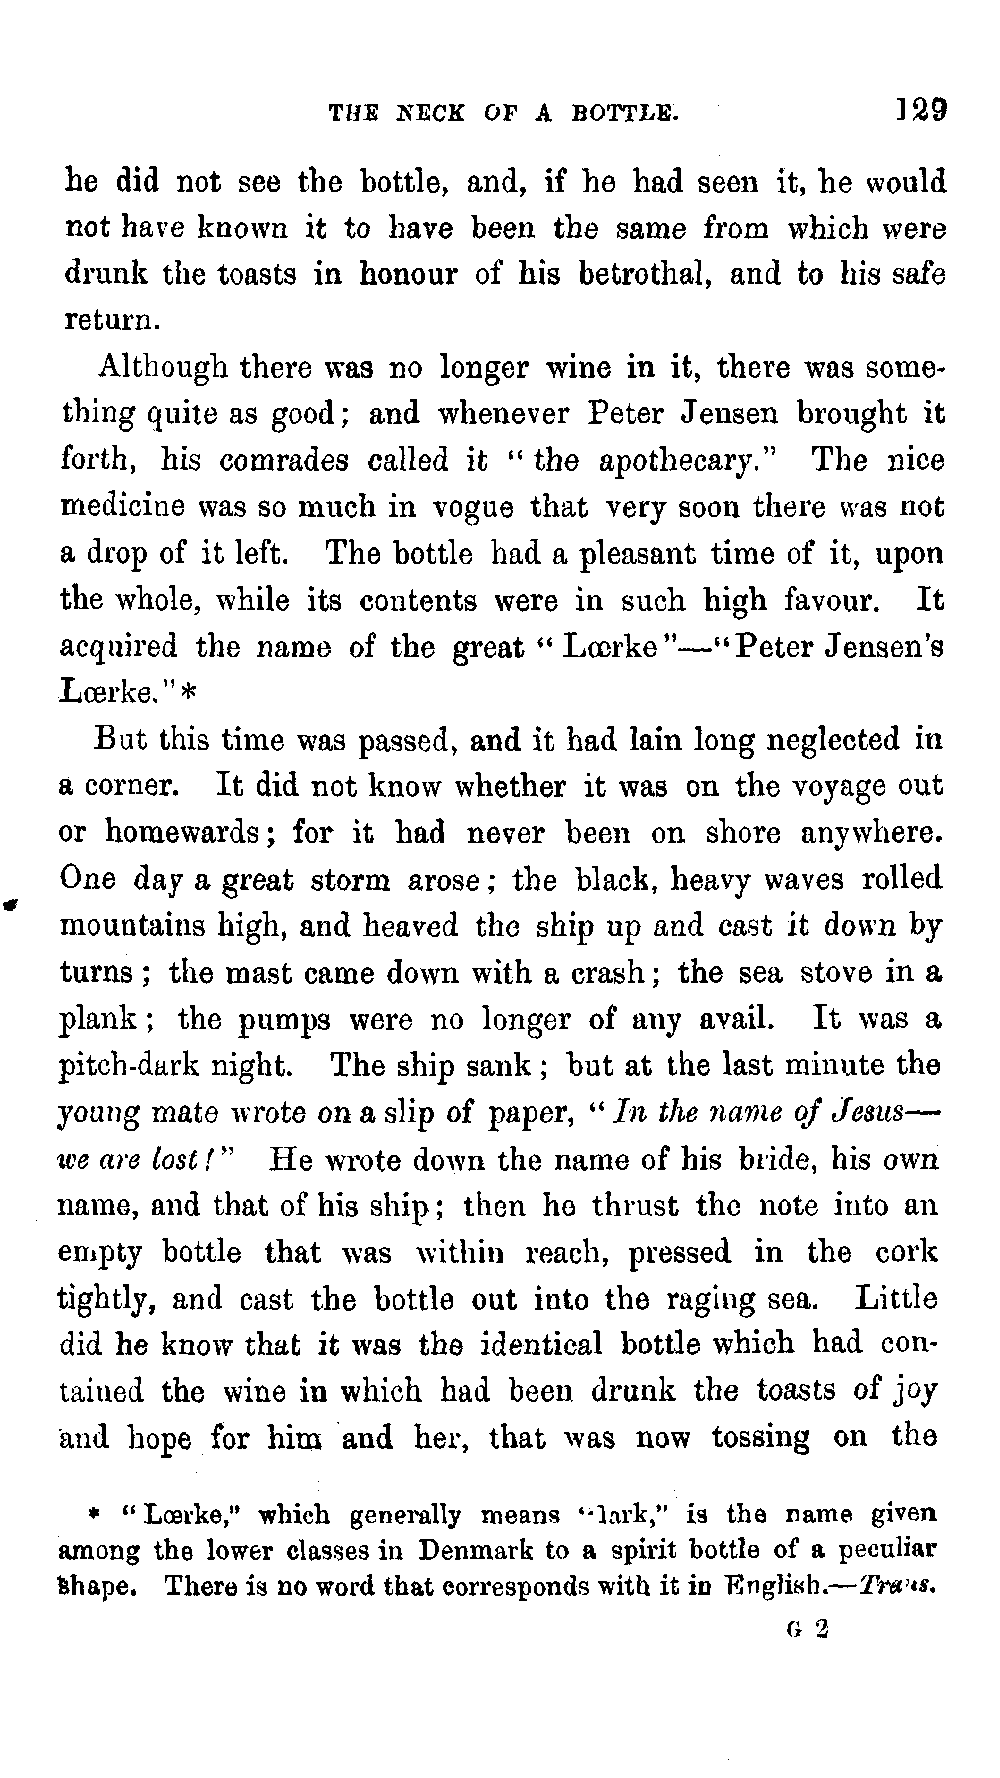 THE NECK OF A BOTTLE. 129
he did not see the bottle, and, if he had seen it, he would
not have known it to have been the same from which were
drunk the toasts in honour of his betrothal, and to his safe
return.
Although there was no longer wine in it, there was some-
thing quite as good; and whenever Peter Jensen brought it
forth, his comrades called it "the apothecary." The nice
medicine was so much in vogue that very soon there was not
a drop of it left. The bottle had a pleasant time of it, upon
the whole, while its contents were in such high favour. It
acquired the name of the great "Lœrke"—"Peter Jensen's
Lœrke."*
But this time was passed, and it had lain long neglected in
a corner. It did not know whether it was on the voyage out
or homewards; for it had never been on shore anywhere.
One day a great storm arose; the black, heavy waves rolled
mountains high, and heaved the ship up and cast it down by
turns; the mast came down with a crash; the sea stove in a
plank; the pumps were no longer of any avail. It was a
pitch-dark night. The ship sank; but at the last minute the
young mate wrote on a slip of paper, "In the name of Jesus—
we are lost!" He wrote down the name of his bride, his own
name, and that of his ship; then he thrust the note into an
empty bottle that was within reach, pressed in the cork
tightly, and cast the bottle out into the raging sea. Little
did he know that it was the identical bottle which had con-
tained the wine in which had been drunk the toasts of joy
and hope for him and her, that was now tossing on the
* "Lœrke," which generally means "lark," is the name given
among the lower classes in Denmark to a spirit bottle of a peculiar
shape. There is no word that corresponds with it in English.—Trans.
G 2